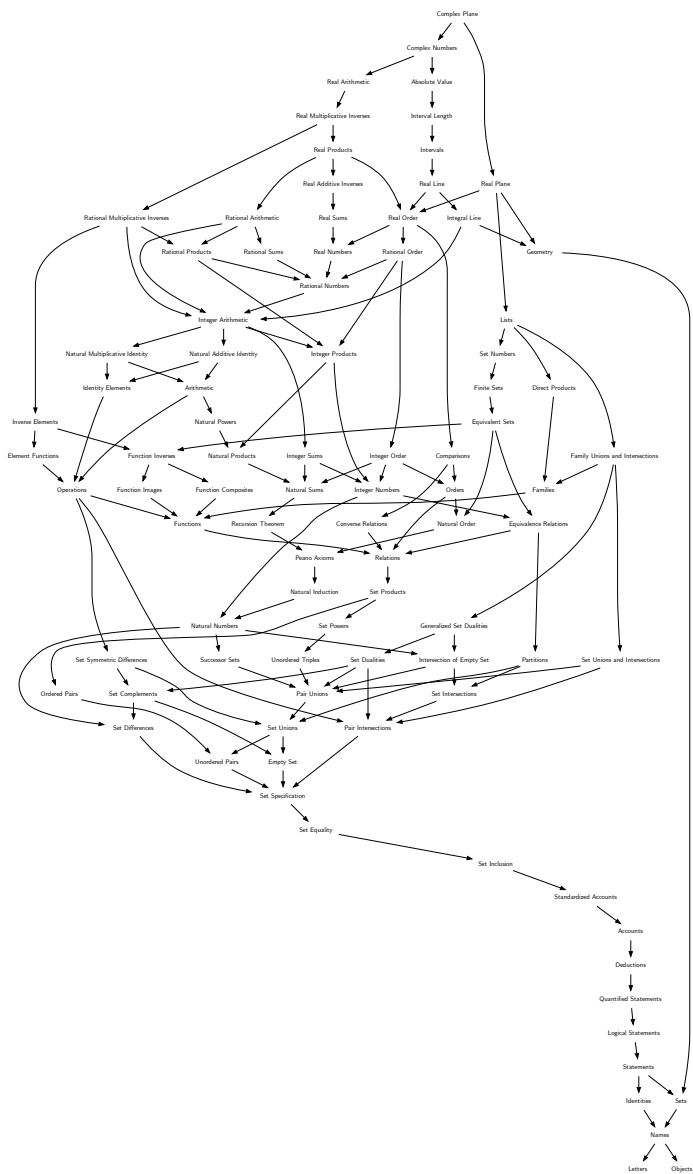 Complex Plane
Complex Numbers
Real Arithmetic
Absolute Value
Real Multiplicative Inverses
Interval Length
Real Products
Intervals
Real Additive Inverses
Real Line
Real Plane
Rational Multiplicative Inverses
Rational Arithmetic
Real Sums
Real Order
Integral Line
Rational Products
Rational Sums
Real Numbers
Rational Order
Geometry
Rational Numbers
Integer Arithmetic
Lists
Natural Multiplicative Identity
Natural Additive Identity
Integer Products
Set Numbers
Identity Elements
Arithmetic
Finite Sets
Direct Products
Inverse Elements
Natural Powers
Equivalent Sets
Element Functions
Function Inverses
Natural Products
Integer Sums
Integer Order
Comparisons
Family Unions and Intersections
Operations
Function Images
Function Composites
Natural Sums
Integer Numbers
Orders
Families
Functions
Recursion Theorem
Converse Relations
Natural Order
Equivalence Relations
Peano Axioms
Relations
Natural Induction
Set Products
Natural Numbers
Set Powers
Generalized Set Dualities
Set Symmetric Differences
Successor Sets
Unordered Triples
Set Dualities
Intersection of Empty Set
Partitions
Set Unions and Intersections
Ordered Pairs
Set Complements
Pair Unions
Set Intersections
Set Differences
Set Unions
Pair Intersections
Unordered Pairs
Empty Set
Set Specification
Set Equality
Set Inclusion
Standardized Accounts
Accounts
Deductions
Quantified Statements
Logical Statements
Statements
Identities
Sets
Names
Letters
Objects